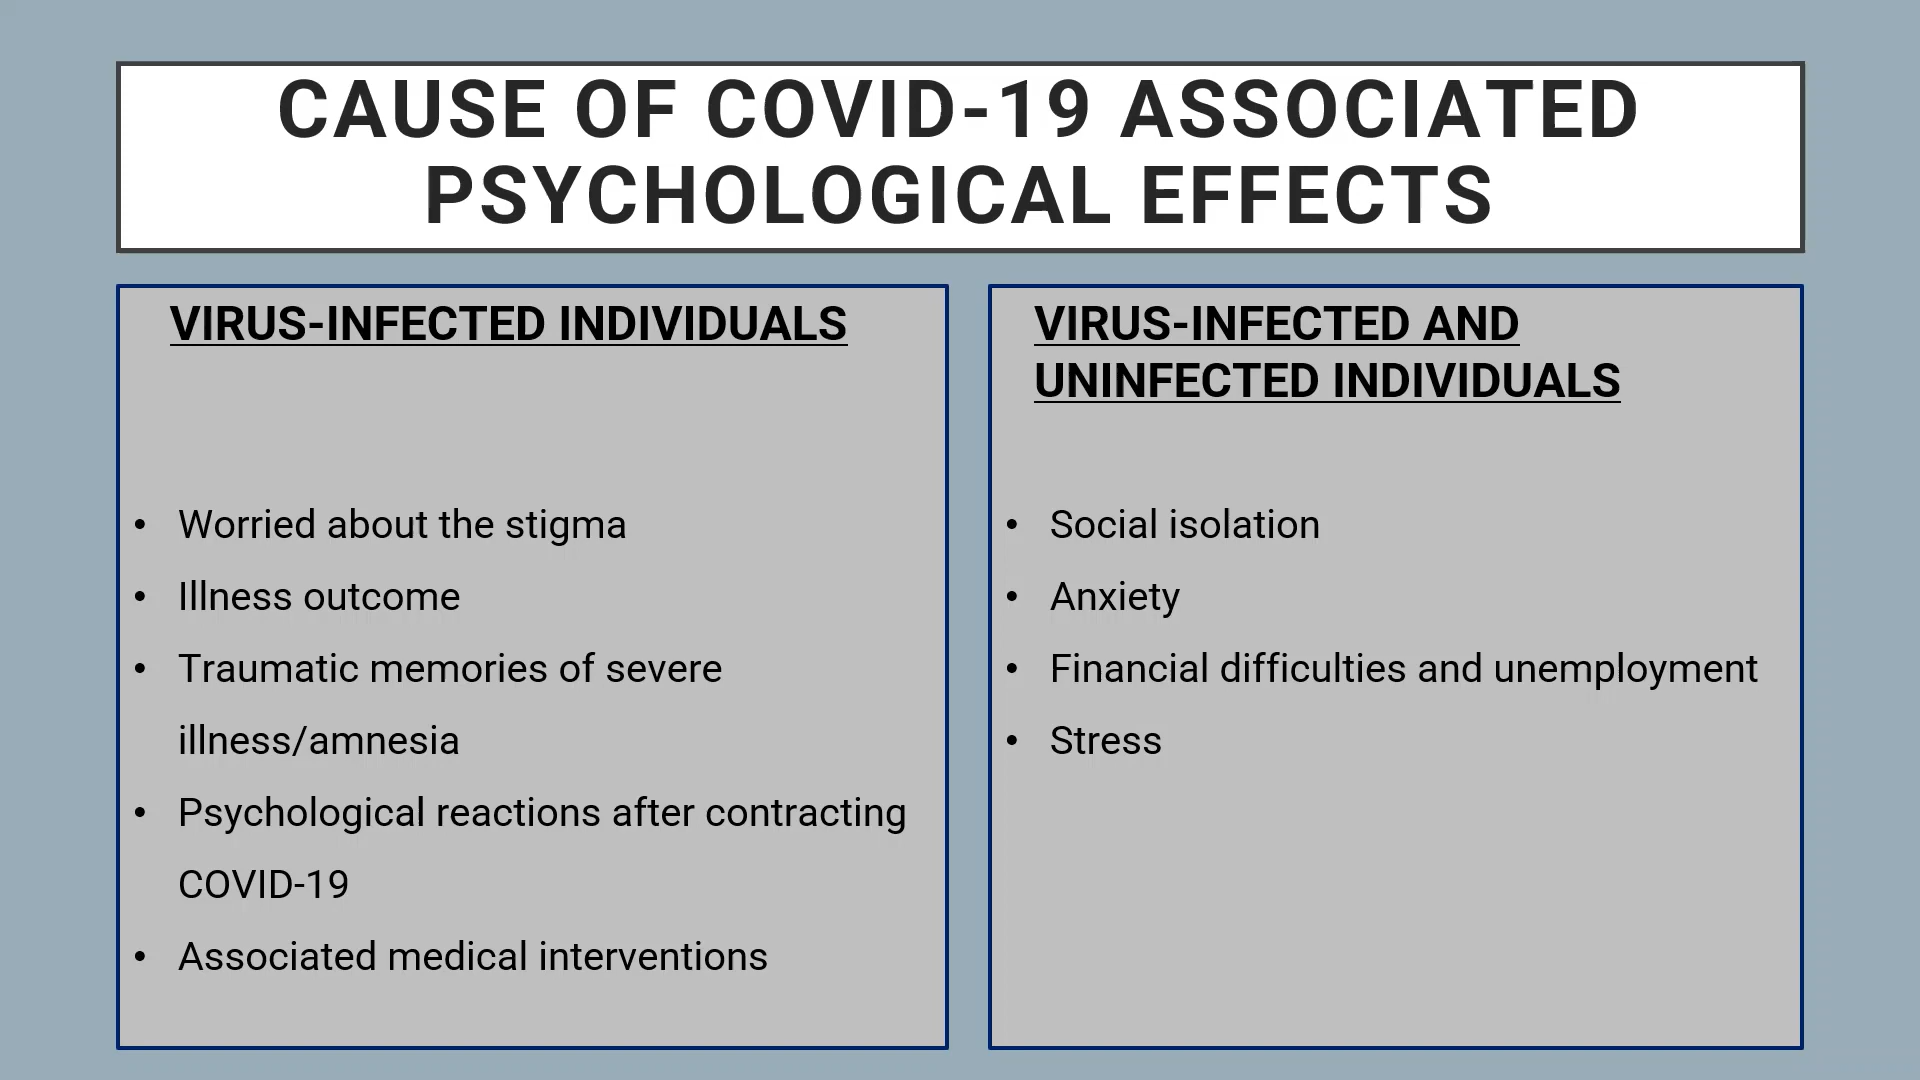 CAUSE OF COVID-19 ASSOCIATED
PSYCHOLOGICAL EFFECTS
VIRUS-INFECTED INDIVIDUALS
• Worried about the stigma
• Illness outcome
• Traumatic memories of severe
illness/amnesia
• Psychological reactions after contracting
COVID-19
• Associated medical interventions
VIRUS-INFECTED AND
UNINFECTED INDIVIDUALS
• Social isolation
• Anxiety
• Financial difficulties and unemployment
• Stress